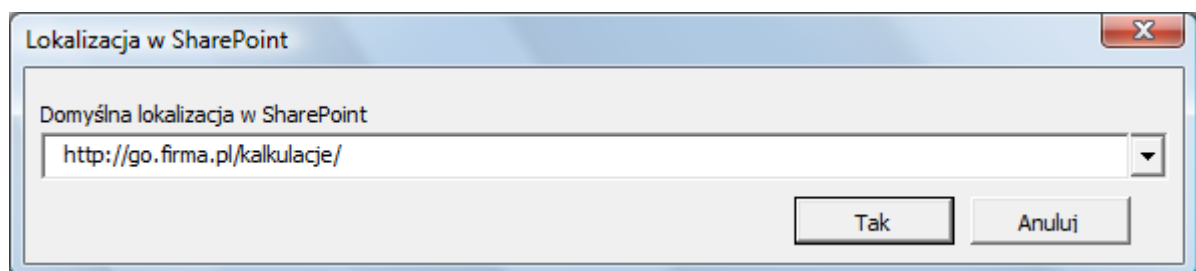 Lokalizacja w SharePoint
Domyślna lokalizacja w SharePoint
http://go.firma.pl/kalkulacje/
Tak Anuluj